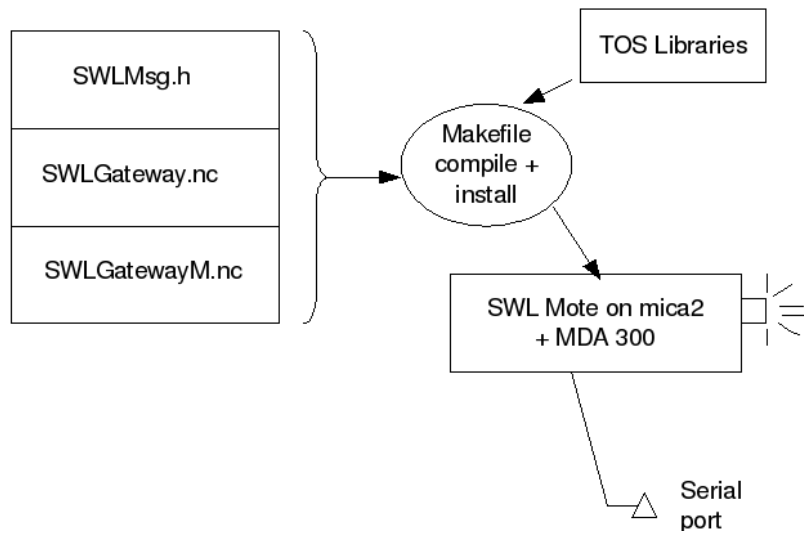 SWLMsg.h
SWLGateway.nc
SWLGatewayM.nc
TOS Libraries
Makefile
compile +
install
SWL Mote on mica2
+ MDA 300
Serial
port